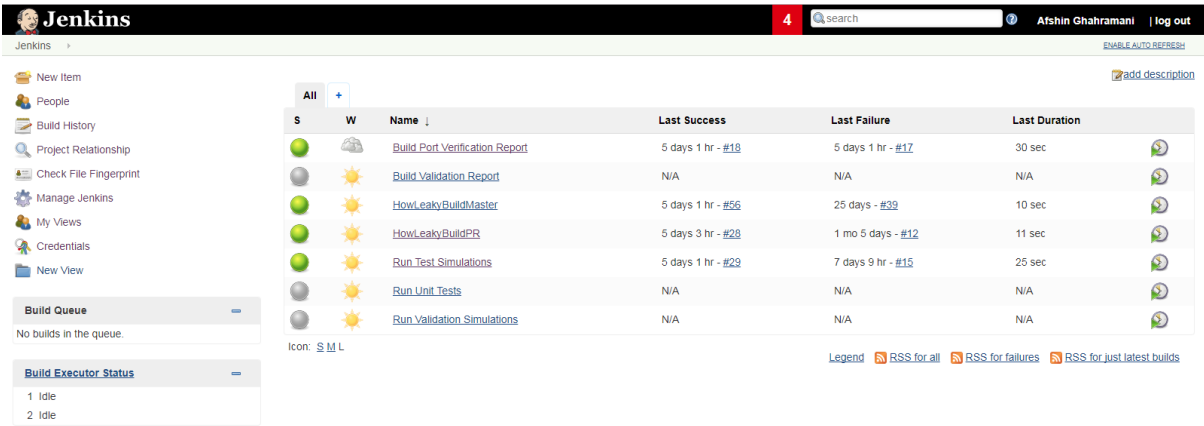 Jenkins
4
search
Afshin Ghahramani | log out
Jenkins
ENABLE AUTO REFRESH
New Item
People
Build History
Project Relationship
Check File Fingerprint
Manage Jenkins
My Views
Credentials
New View
Build Queue
No builds in the queue.
Build Executor Status
1 Idle
2 Idle
add description
All +
S W Name ↓ Last Success Last Failure Last Duration
Build Port Verification Report 5 days 1 hr - #18 5 days 1 hr - #17 30 sec
Build Validation Report N/A N/A N/A
HowLeakyBuildMaster 5 days 1 hr - #56 25 days - #39 10 sec
HowLeakyBuildPR 5 days 3 hr - #28 1 mo 5 days - #12 11 sec
Run Test Simulations 5 days 1 hr - #29 7 days 9 hr - #15 25 sec
Run Unit Tests N/A N/A N/A
Run Validation Simulations N/A N/A N/A
Icon: S M L
Legend RSS for all RSS for failures RSS for just latest builds